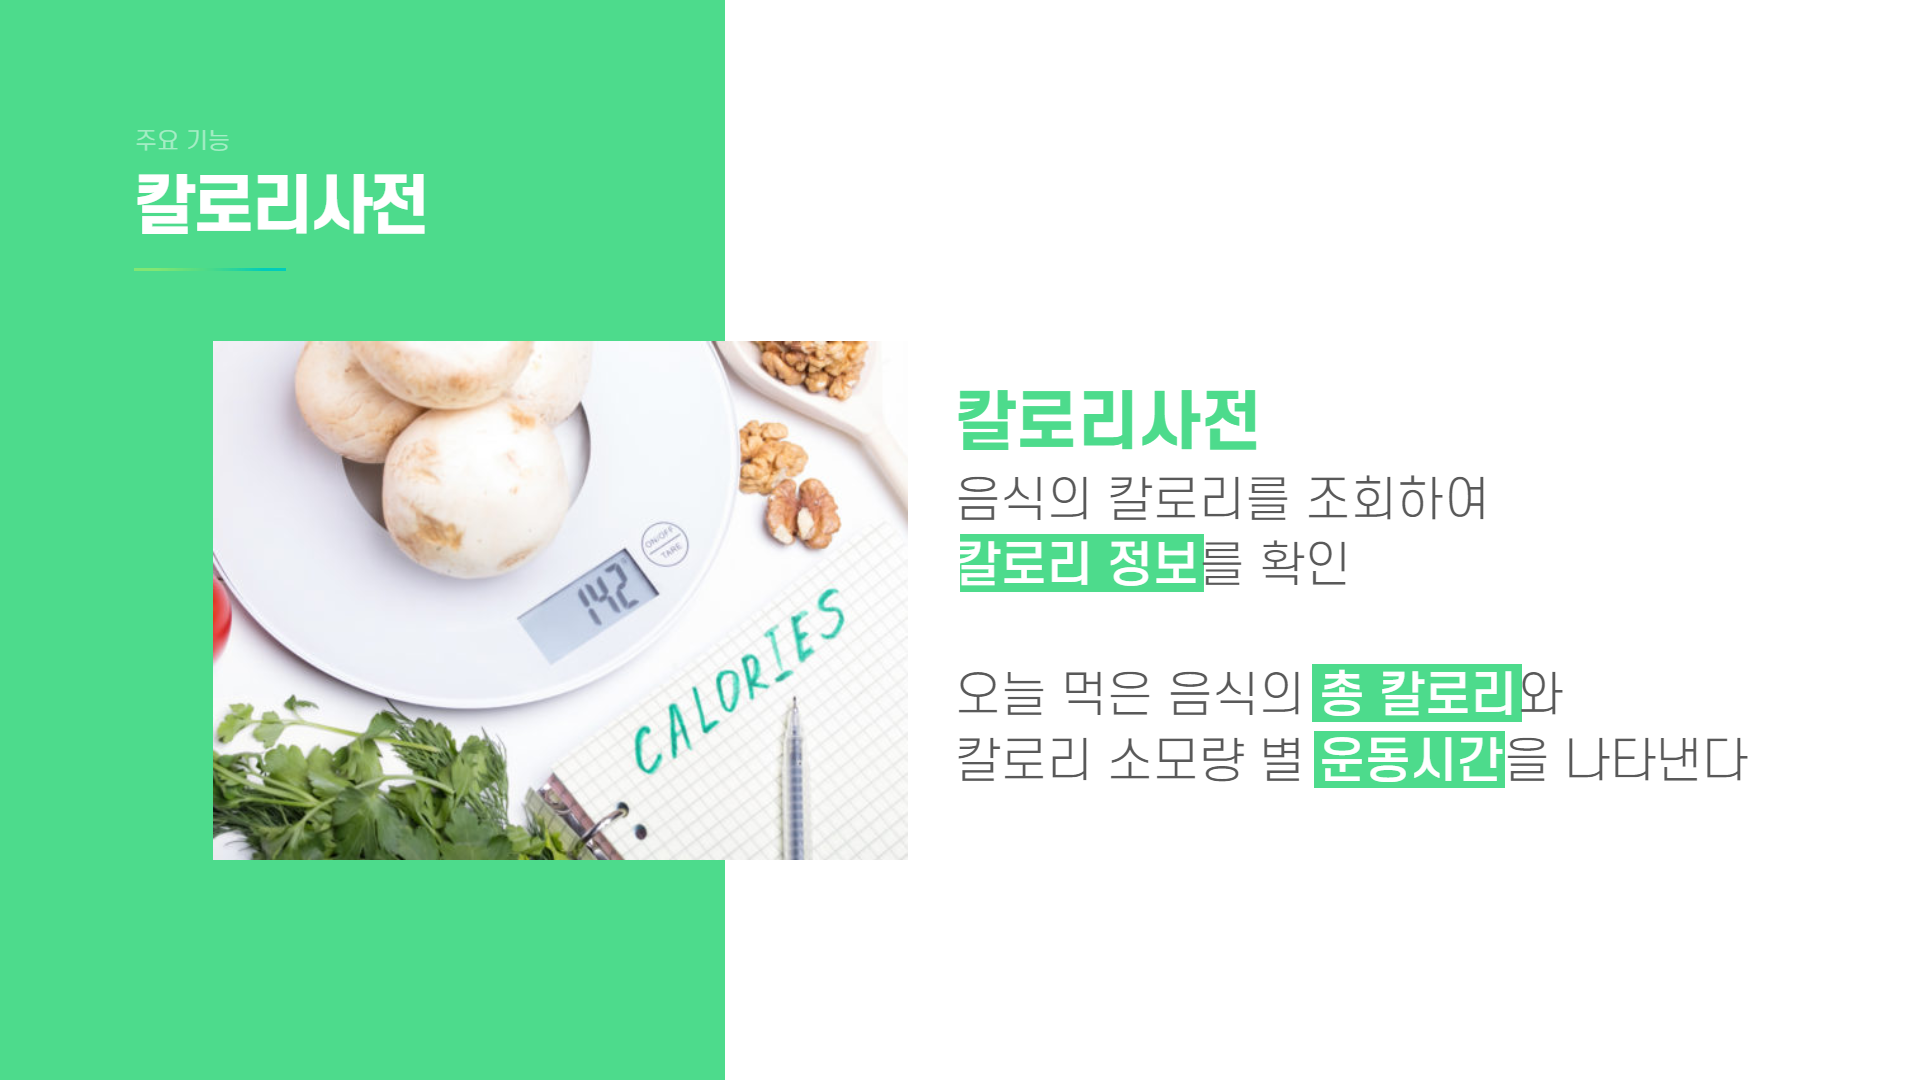 주요 기능
칼로리사전
ON/OFF
TARE
142
CALORIES
칼로리사전
음식의 칼로리를 조회하여
칼로리 정보를 확인
오늘 먹은 음식의 총 칼로리와
칼로리 소모량 별 운동시간을 나타낸다